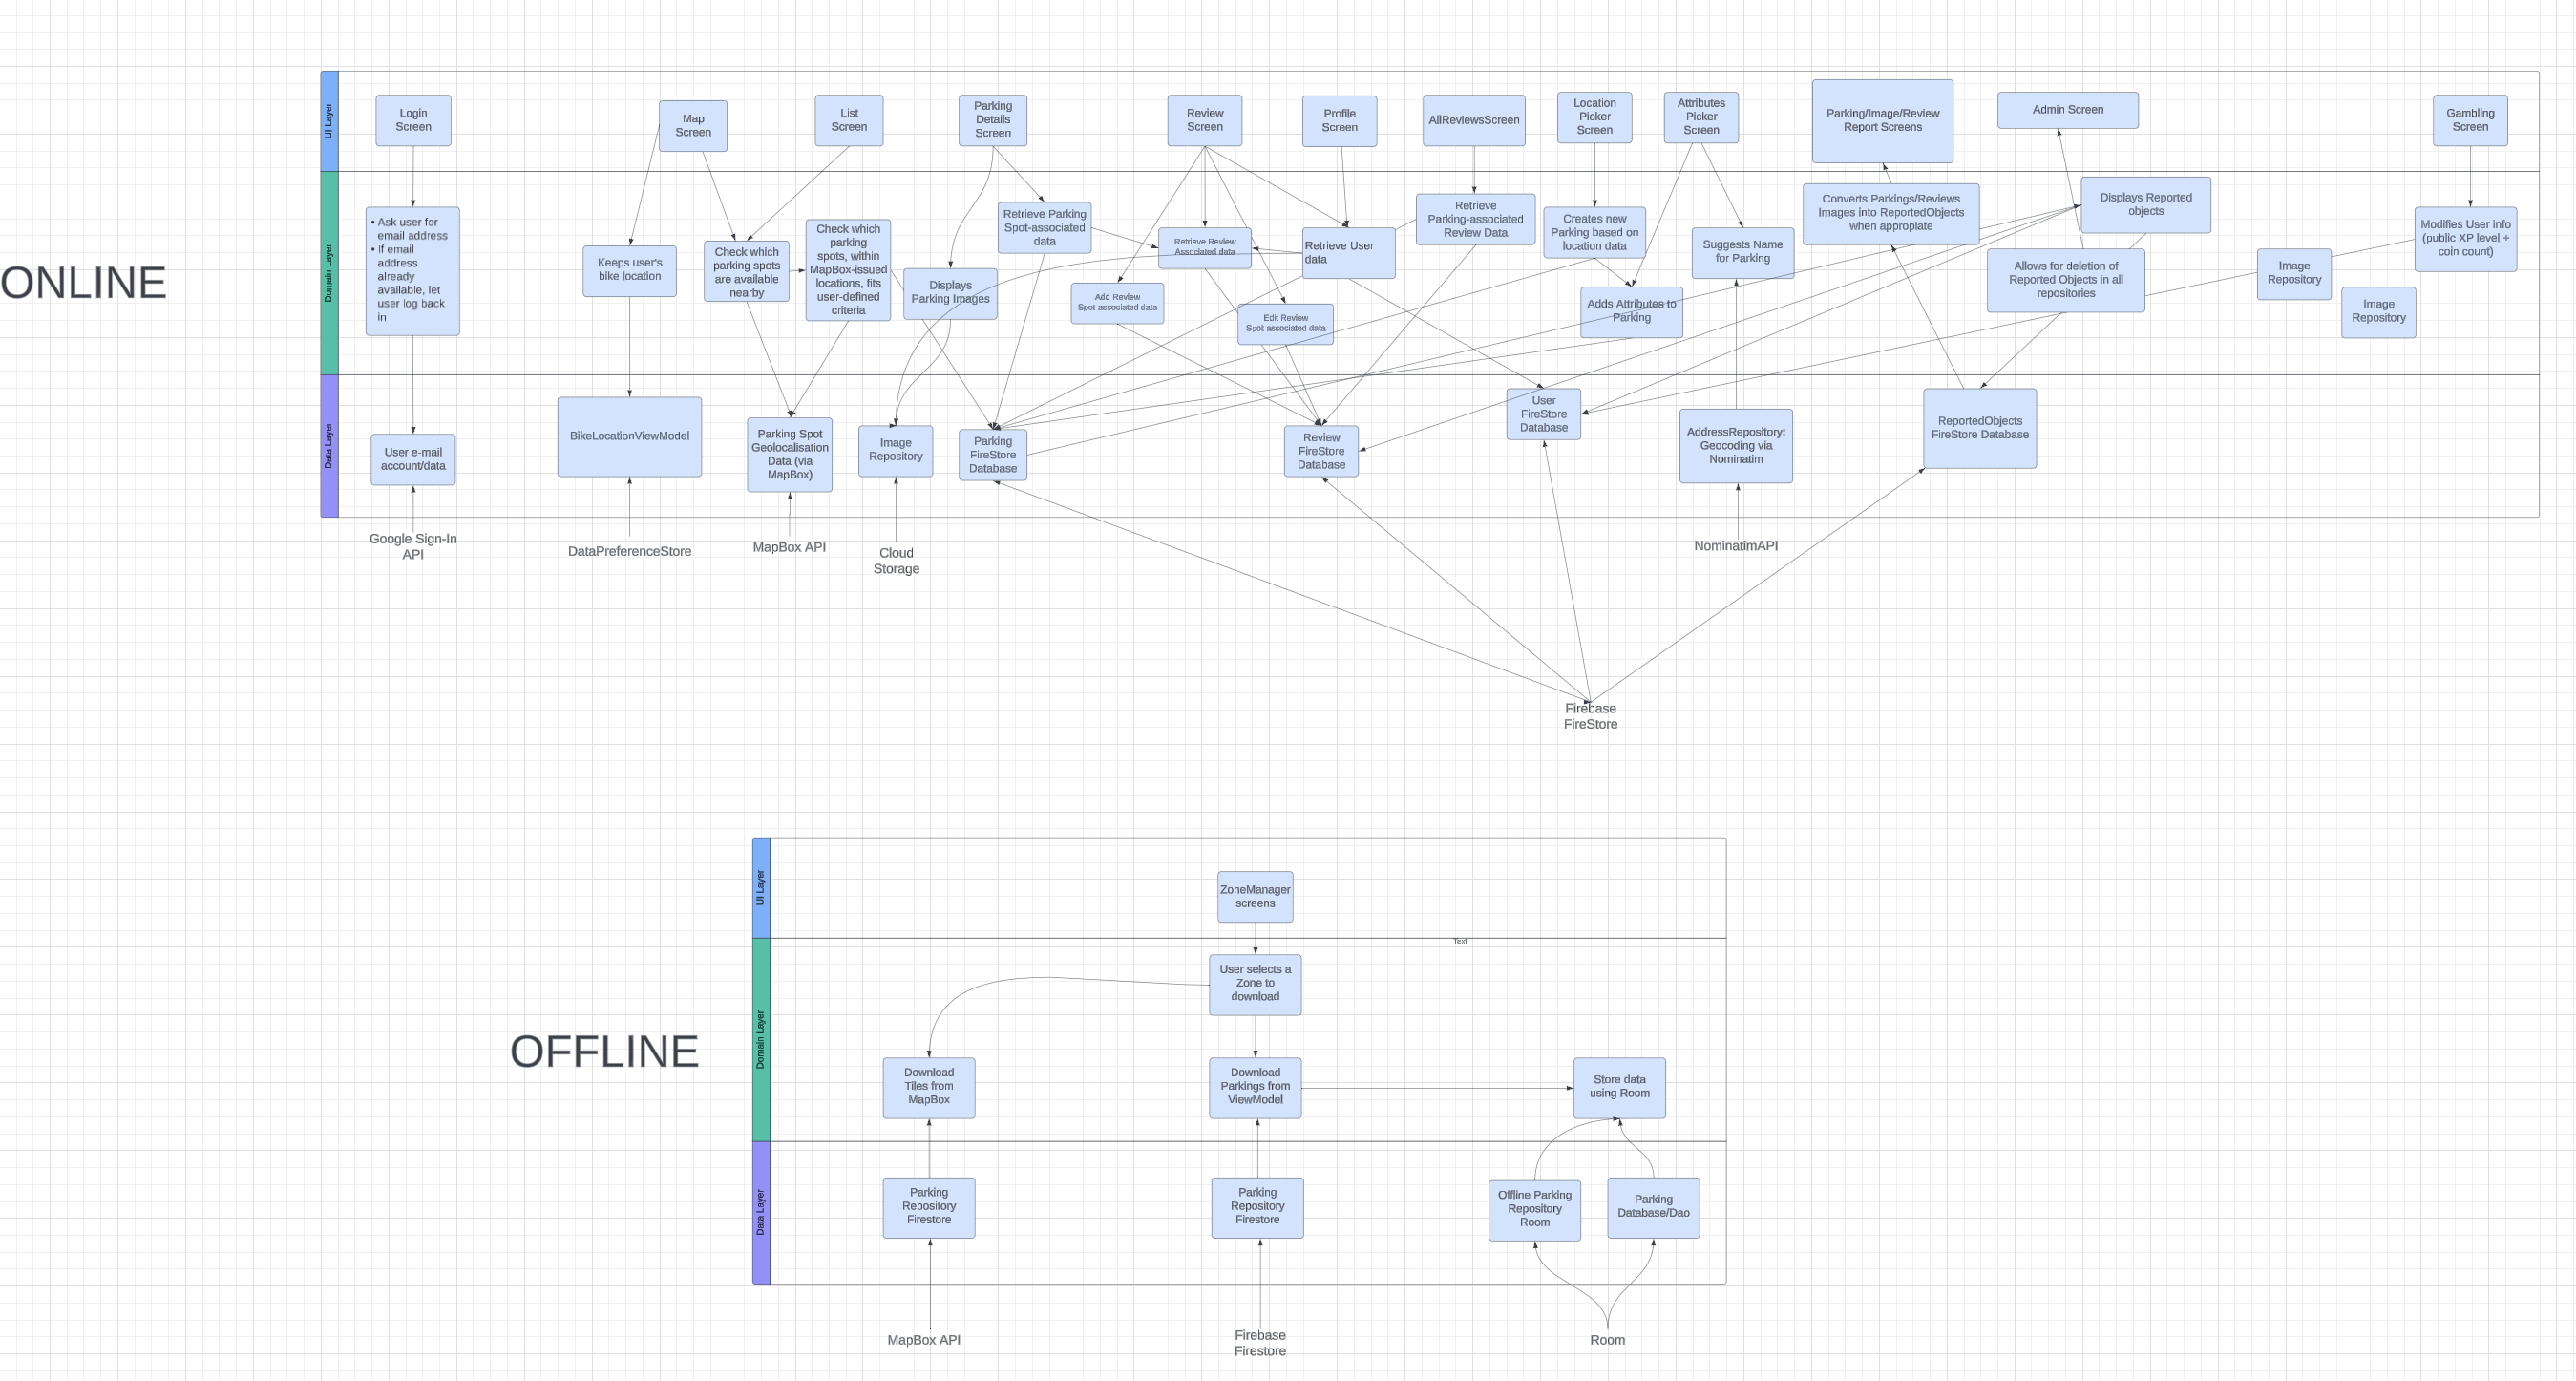 ONLINE
UI Layer
Login
Screen
Map
Screen
List
Screen
Parking
Details
Screen
Review
Screen
Profile
Screen
AllReviewsScreen
Location
Picker
Screen
Attributes
Picker
Screen
Parking/Image/Review
Report Screens
Admin Screen
Gambling
Screen
Domain Layer
• Ask user for
email address
• If email
address
already
available, let
user log back
in
Keeps user's
bike location
Check which
parking spots
are available
nearby
Check which
parking
spots, within
MapBox-issued
locations, fits
user-defined
criteria
Displays
Parking Images
Retrieve Parking
Spot-associated
data
Add Review
Spot-associated data
Retrieve Review
Associated data
Edit Review
Spot-associated data
Retrieve User
data
Retrieve
Parking-associated
Review Data
Creates new
Parking based on
location data
Adds Attributes to
Parking
Suggests Name
for Parking
Converts Parkings/Reviews
Images into ReportedObjects
when appropiate
Allows for deletion of
Reported Objects in all
repositories
Displays Reported
objects
Image
Repository
Image
Repository
Modifies User info
(public XP level +
coin count)
Data Layer
User e-mail
account/data
BikeLocationViewModel
Parking Spot
Geolocalisation
Data (via
MapBox)
Image
Repository
Parking
FireStore
Database
Review
FireStore
Database
User
FireStore
Database
AddressRepository:
Geocoding via
Nominatim
ReportedObjects
FireStore Database
Google Sign-In
API
DataPreferenceStore
MapBox API
Cloud
Storage
NominatimAPI
Firebase
FireStore
OFFLINE
UI Layer
ZoneManager
screens
Text
Domain Layer
User selects a
Zone to
download
Download
Tiles from
MapBox
Download
Parkings from
ViewModel
Store data
using Room
Data Layer
Parking
Repository
Firestore
Parking
Repository
Firestore
Offline Parking
Repository
Room
Parking
Database/Dao
MapBox API
Firebase
Firestore
Room